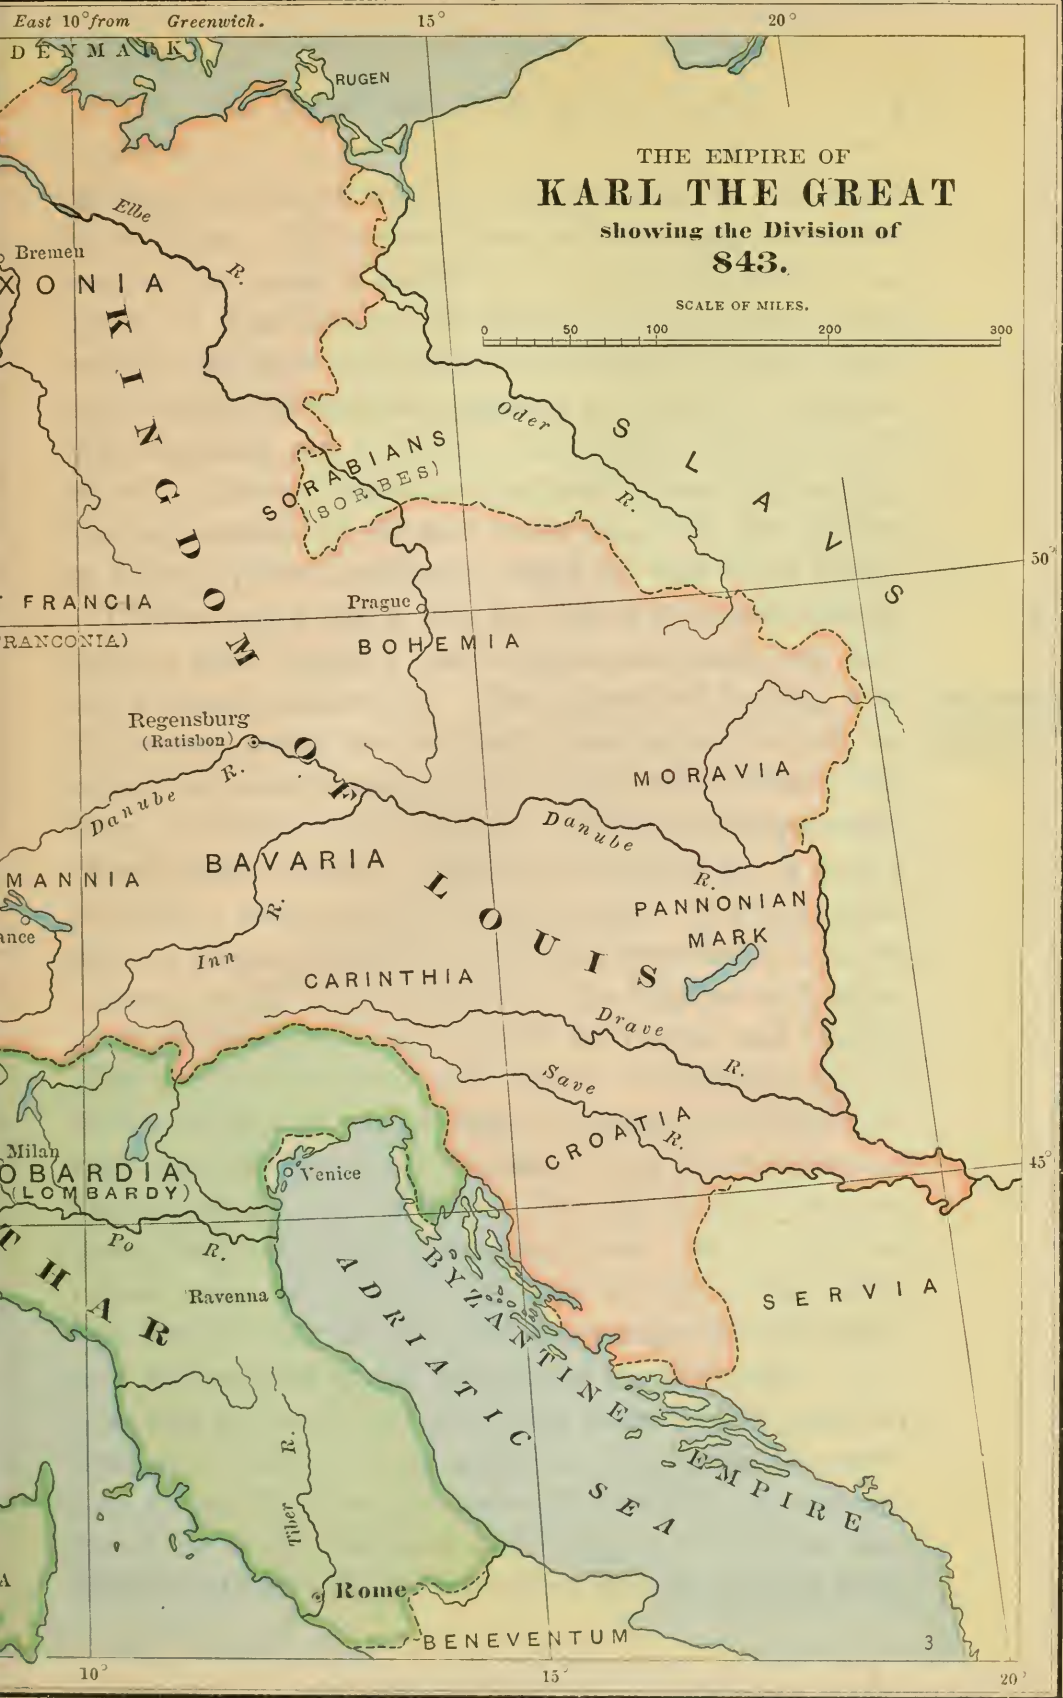 East 10° from Greenwich.
15°
20°
DENMARK
RUGEN
THE EMPIRE OF
KARL THE GREAT
showing the Division of
843.
SCALE OF MILES.
0 50 100 200 300
Elbe
R.
Bremen
XONIA
KINGDOM OF LOUIS
Oder
R.
SLAVS
SORABIANS
(SORBES)
50°
FRANCIA
RANCONIA)
Prague
BOHEMIA
Regensburg
(Ratisbon)
Danube
R.
MORAVIA
Danube
R.
BAVARIA
MANNIA
ance
Inn
R.
PANNONIAN
MARK
CARINTHIA
Drave
R.
Save
R.
CROATIA
45°
Milan
OBARDIA
(LOMBARDY)
Venice
Po
R.
THAR
Ravenna
SERVIA
ADRIATIC
SEA
BYZANTINE EMPIRE
Tiber
R.
A
Rome
BENEVENTUM
3
10°
15°
20°